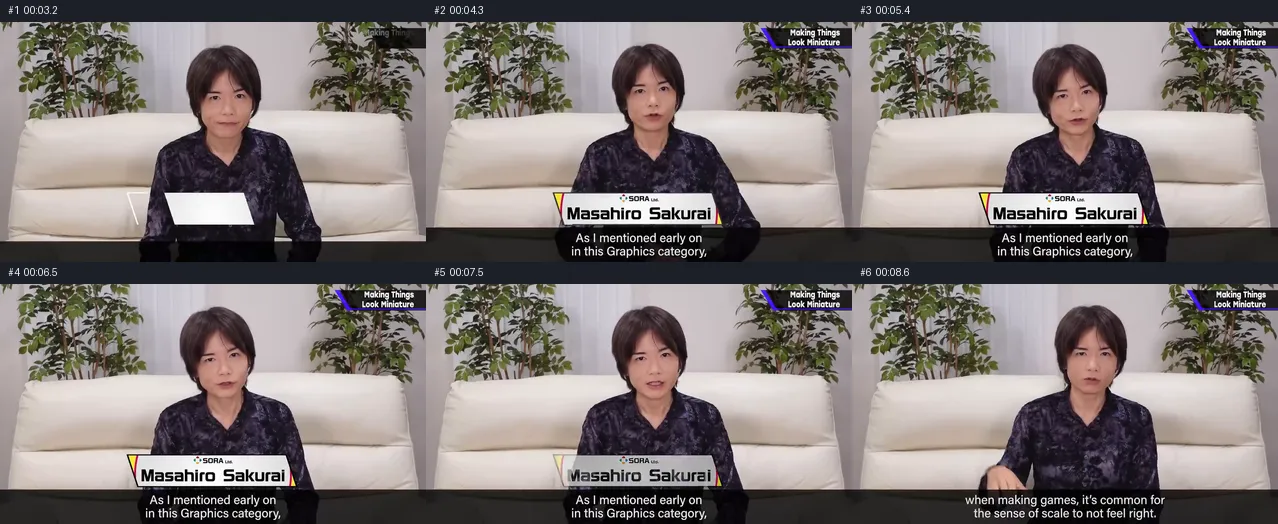 #1 00:03.2
Making Things
#2 00:04.3
Making Things
Look Miniature
SORA Ltd.
Masahiro Sakurai
As I mentioned early on
in this Graphics category,
#3 00:05.4
Making Things
Look Miniature
SORA Ltd.
Masahiro Sakurai
As I mentioned early on
in this Graphics category,
#4 00:06.5
Making Things
Look Miniature
SORA Ltd.
Masahiro Sakurai
As I mentioned early on
in this Graphics category,
#5 00:07.5
Making Things
Look Miniature
SORA Ltd.
Masahiro Sakurai
As I mentioned early on
in this Graphics category,
#6 00:08.6
Making Things
Look Miniature
when making games, it's common for
the sense of scale to not feel right.